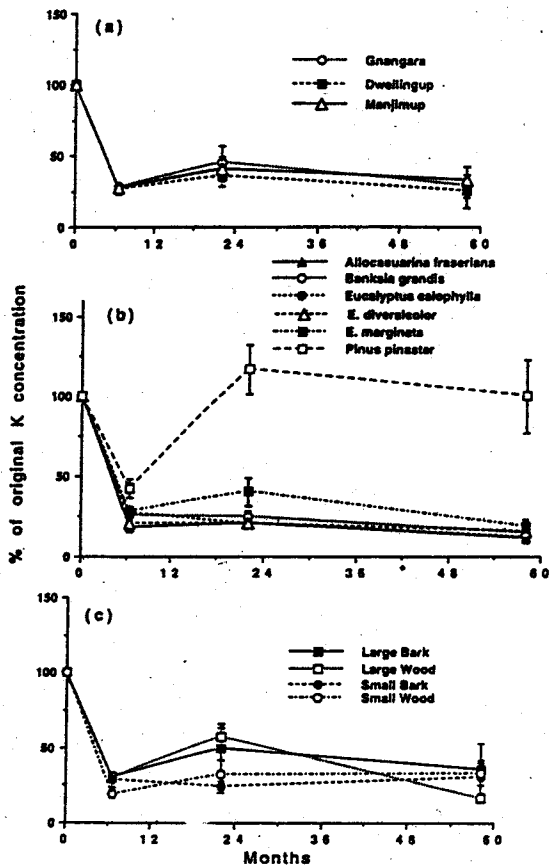 (a)
Gnangara
Dwellingup
Manjimup
150
100
50
25
0
0 12 24 36 48 60
Allocasuarina fraseriana
Banksia grandis
Eucalyptus calophylla
E. diversicolor
E. marginata
Pinus pinaster
(b)
150
100
50
0
0 12 24 36 48 60
(c)
Large Bark
Large Wood
Small Bark
Small Wood
150
100
50
0
0 12 24 36 48 60
Months
% of original K concentration